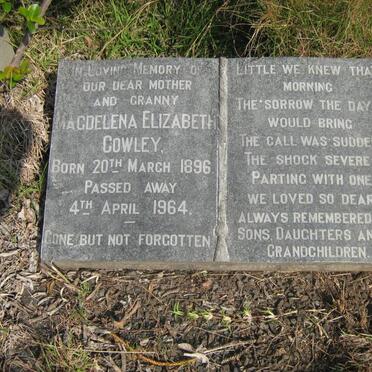 In Loving Memory of
our dear mother
and granny
Magdelena Elizabeth
Cowley.
Born 20th March 1896
Passed away
4th April 1964.
Gone but not forgotten
Little we knew that
morning
The sorrow the day
would bring
The call was sudden
The shock severe
Parting with one
we loved so dear
always remembered
Sons, Daughters and
Grandchildren.